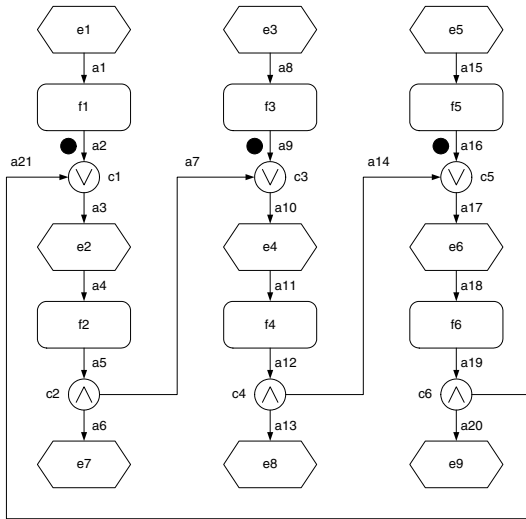 e1 e3 e5
a1 a8 a15
f1 f3 f5
a2 a9 a16
a21 a7 a14
c1 c3 c5
a3 a10 a17
e2 e4 e6
a4 a11 a18
f2 f4 f6
a5 a12 a19
c2 c4 c6
a6 a13 a20
e7 e8 e9